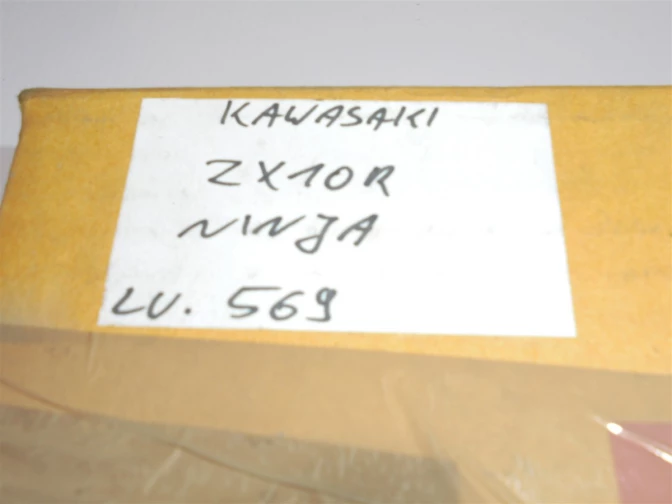 KAWASAKI
ZX10R
NINJA
LV. 569